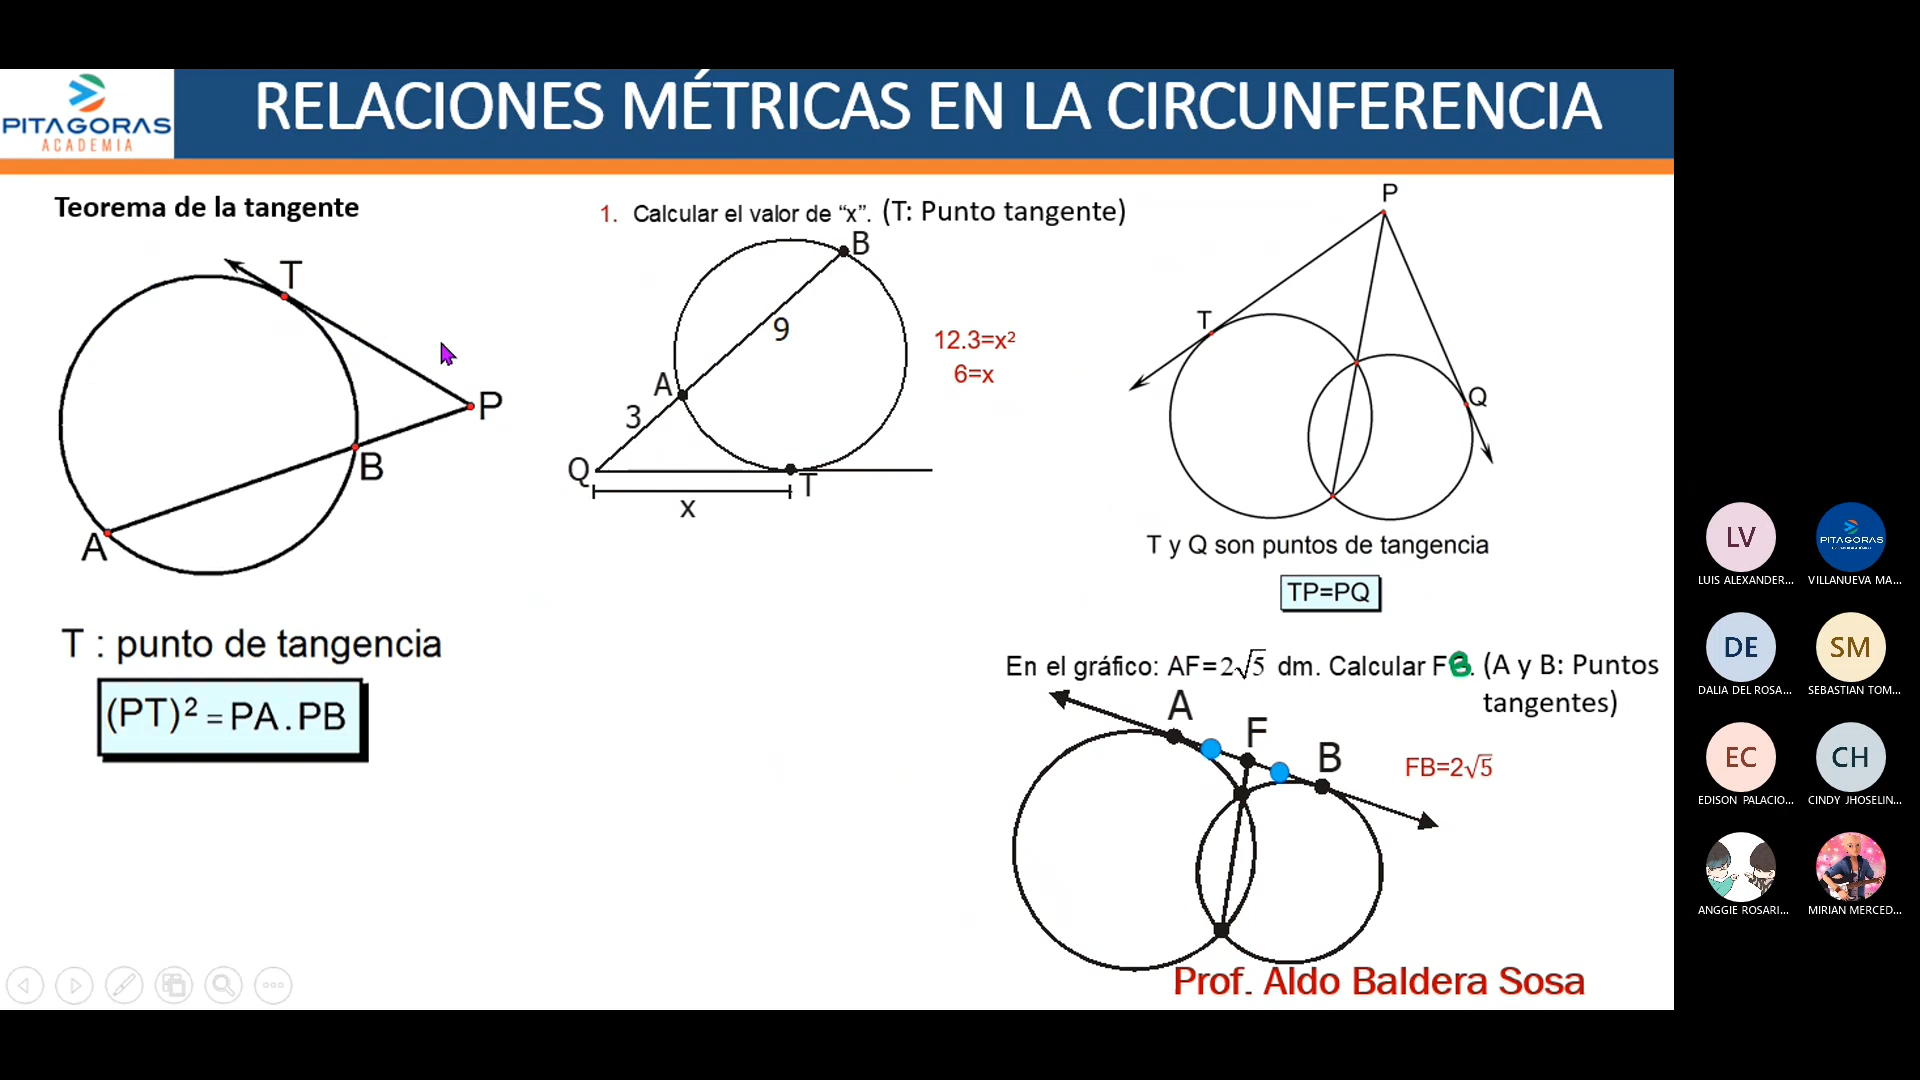 PITAGORAS
ACADEMIA
RELACIONES MÉTRICAS EN LA CIRCUNFERENCIA
Teorema de la tangente
T
P
B
A
T : punto de tangencia
(PT)² = PA . PB
1. Calcular el valor de “x”. (T: Punto tangente)
B
9
A
3
Q
T
x
12.3=x²
6=x
P
T
Q
T y Q son puntos de tangencia
TP=PQ
En el gráfico: AF=2√5 dm. Calcular FB. (A y B: Puntos
tangentes)
A
F
B
FB=2√5
Prof. Aldo Baldera Sosa
LV
LUIS ALEXANDER...
PITAGORAS
VILLANUEVA MA...
DE
DALIA DEL ROSA...
SM
SEBASTIAN TOM...
EC
EDISON PALACIO...
CH
CINDY JHOSELIN...
ANGGIE ROSARI...
MIRIAN MERCED...